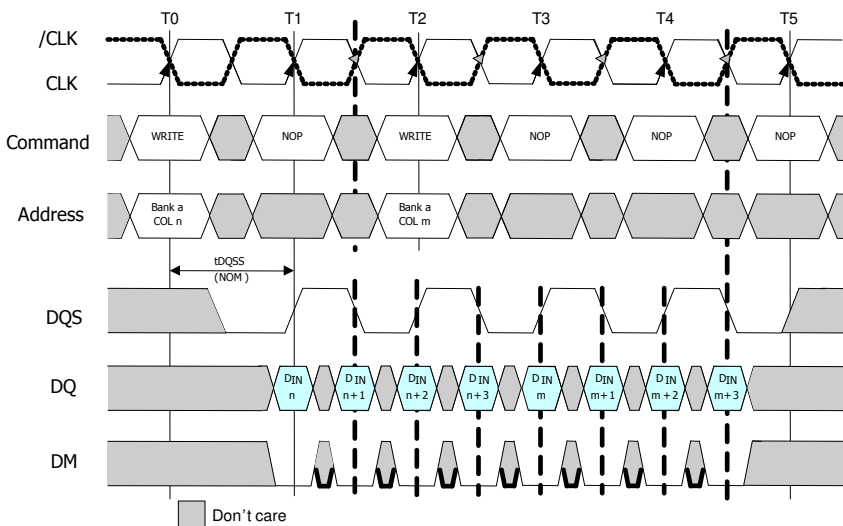 T0 T1 T2 T3 T4 T5
/CLK
CLK
Command WRITE NOP WRITE NOP NOP NOP
Address Bank a COL n Bank a COL m
tDQSS
(NOM )
DQS
DQ DIN n DIN n+1 DIN n+2 DIN n+3 DIN m DIN m+1 DIN m+2 DIN m+3
DM
Don't care